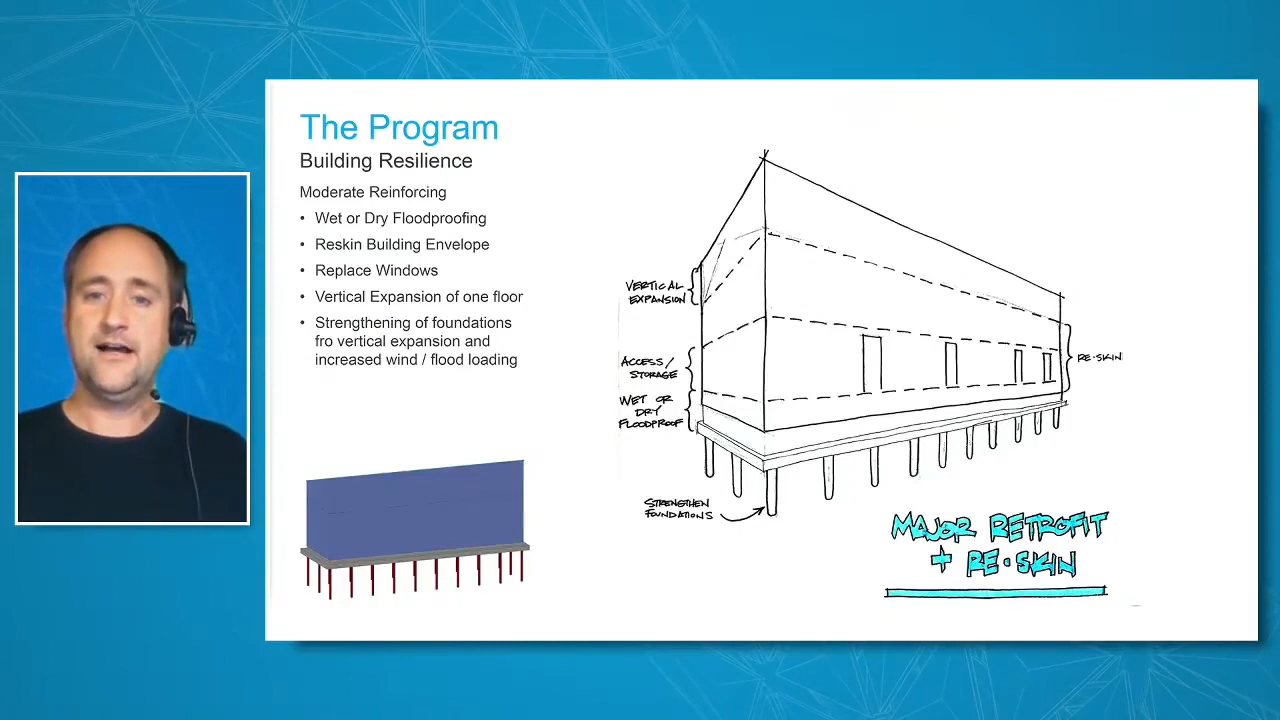 The Program
Building Resilience
Moderate Reinforcing
• Wet or Dry Floodproofing
• Reskin Building Envelope
• Replace Windows
• Vertical Expansion of one floor
• Strengthening of foundations
fro vertical expansion and
increased wind / flood loading
VERTICAL
EXPANSION
ACCESS/
STORAGE
WET OR
DRY
FLOODPROOF
RE-SKIN
STRENGTHEN
FOUNDATIONS
MAJOR RETROFIT
+ RE-SKIN